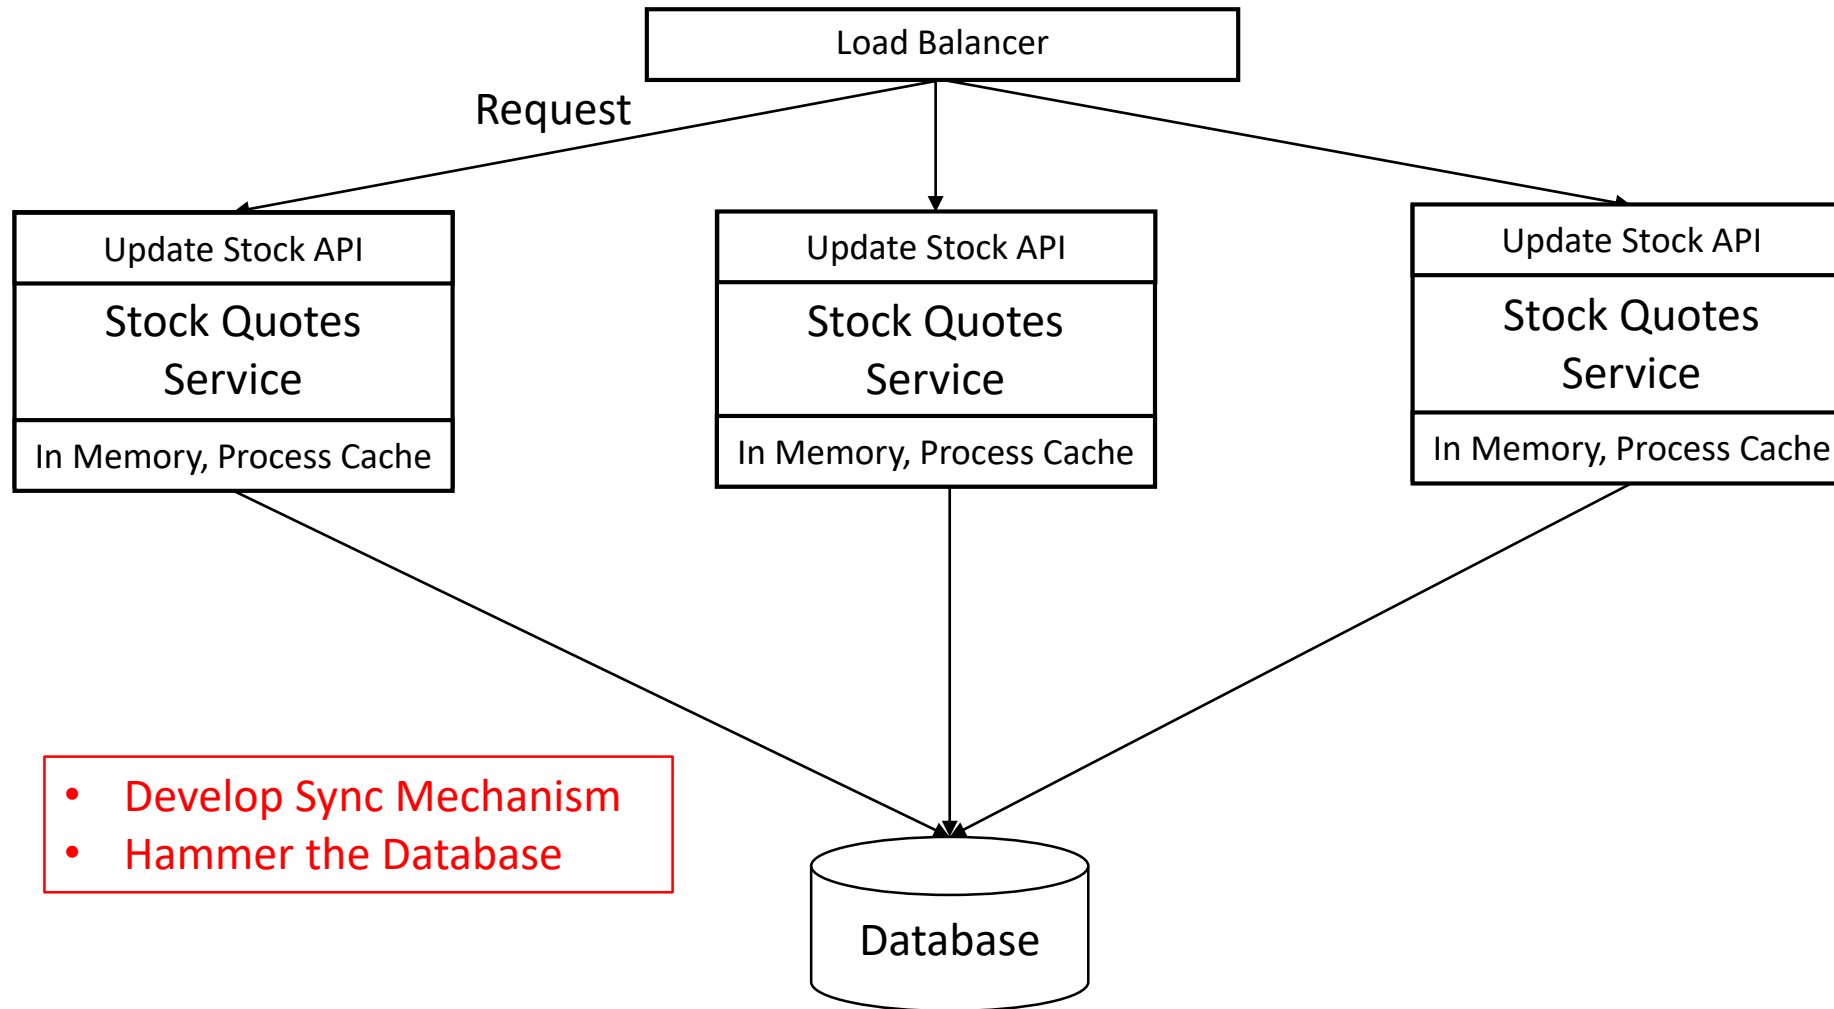 Load Balancer
Request
Update Stock API
Stock Quotes
Service
In Memory, Process Cache
Update Stock API
Stock Quotes
Service
In Memory, Process Cache
Update Stock API
Stock Quotes
Service
In Memory, Process Cache
• Develop Sync Mechanism
• Hammer the Database
Database